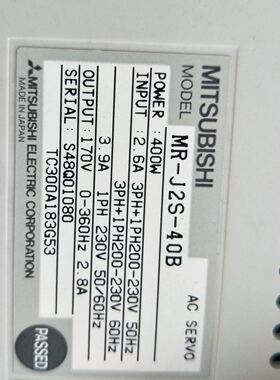 MITSUBISHI
AC SERVO
MODEL MR-J2S-40B
POWER :400W
INPUT :2.6A 3PH+1PH200-230V 50Hz
3PH+1PH200-230V 60Hz
3.9A 1PH 230V 50/60Hz
OUTPUT:170V 0-360Hz 2.8A
SERIAL: S48Q01080
TC300A183G53
MITSUBISHI ELECTRIC CORPORATION
MADE IN JAPAN
PASSED